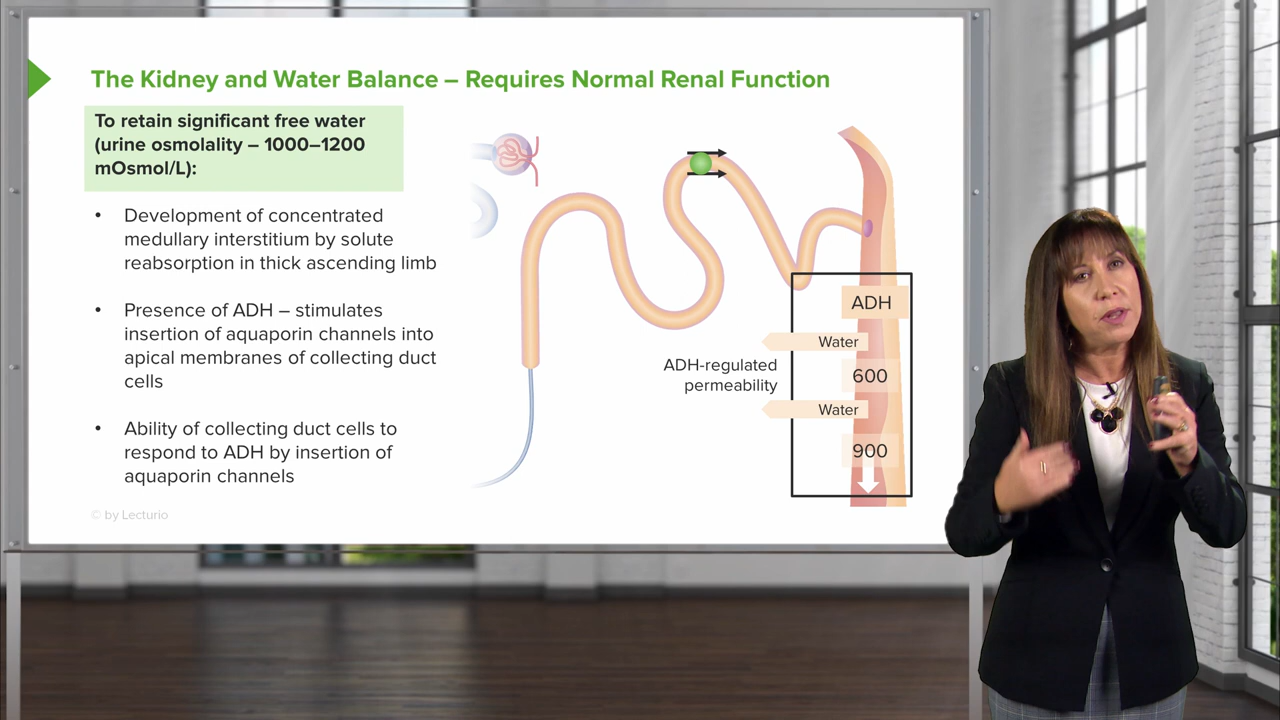 The Kidney and Water Balance – Requires Normal Renal Function
To retain significant free water
(urine osmolality – 1000–1200
mOsmol/L):
• Development of concentrated
medullary interstitium by solute
reabsorption in thick ascending limb
• Presence of ADH – stimulates
insertion of aquaporin channels into
apical membranes of collecting duct
cells
• Ability of collecting duct cells to
respond to ADH by insertion of
aquaporin channels
© by Lecturio
ADH
Water
ADH-regulated
permeability
600
Water
900